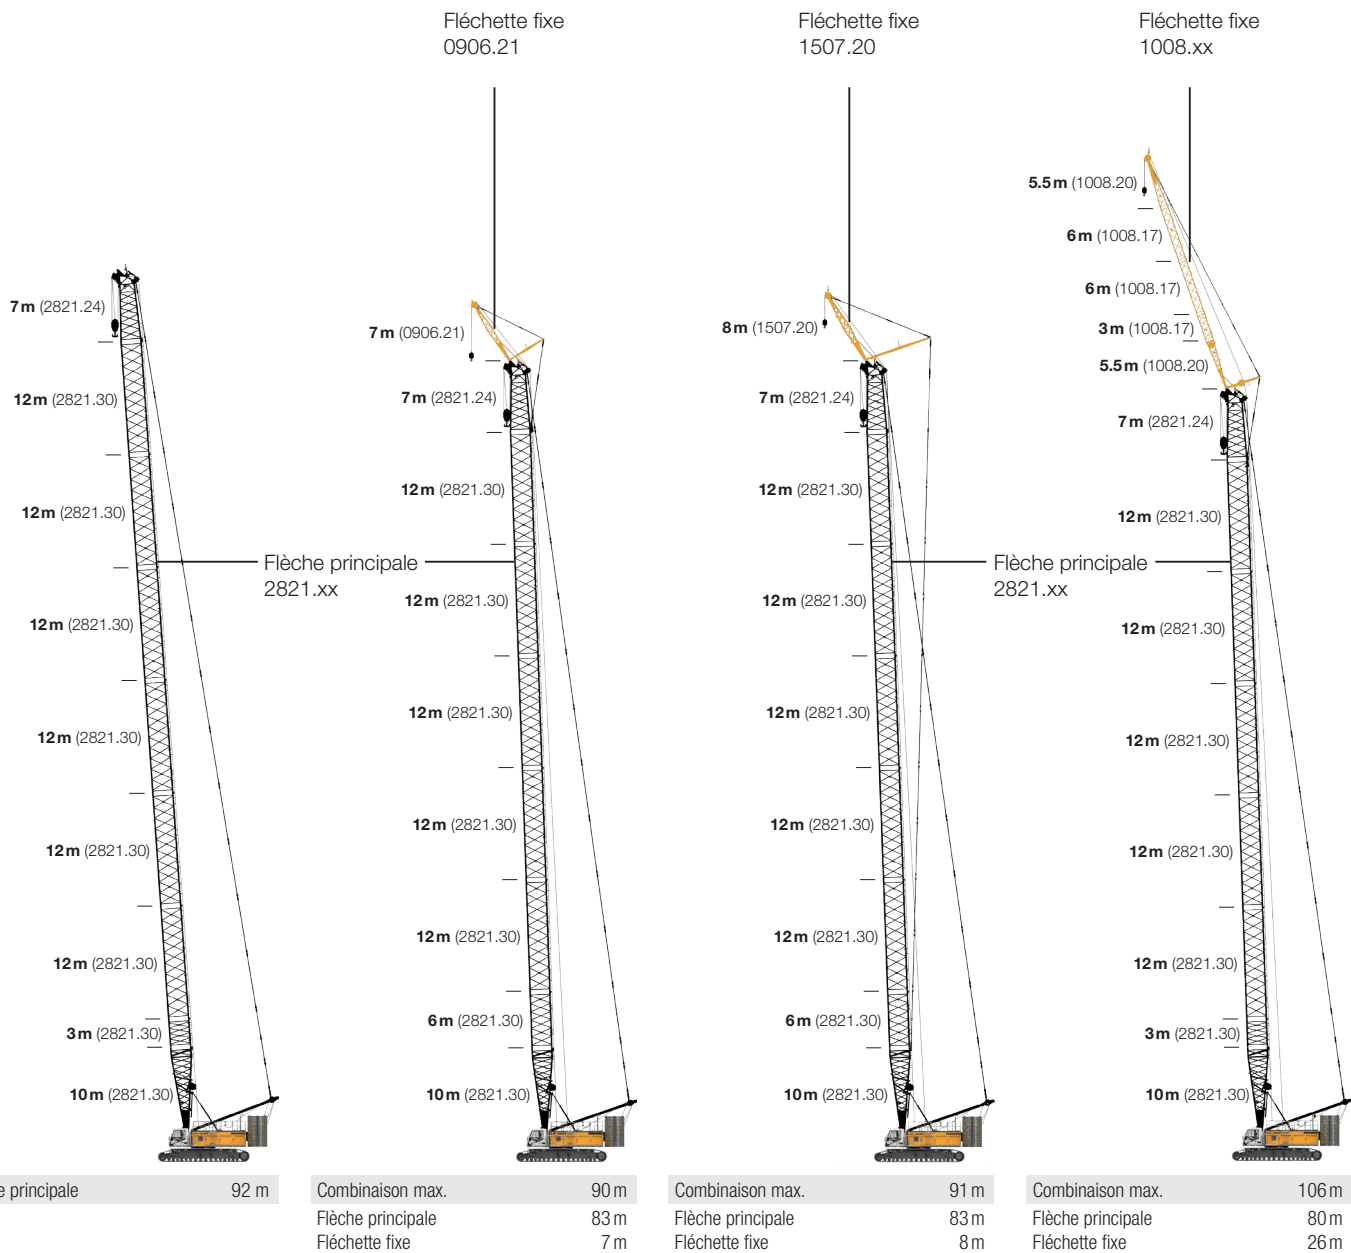 Fléchette fixe
0906.21
Fléchette fixe
1507.20
Fléchette fixe
1008.xx
7 m (2821.24)
12 m (2821.30)
12 m (2821.30)
12 m (2821.30)
12 m (2821.30)
12 m (2821.30)
12 m (2821.30)
3 m (2821.30)
10 m (2821.30)
Flèche principale
2821.xx
7 m (0906.21)
7 m (2821.24)
12 m (2821.30)
12 m (2821.30)
12 m (2821.30)
12 m (2821.30)
12 m (2821.30)
6 m (2821.30)
10 m (2821.30)
8 m (1507.20)
7 m (2821.24)
12 m (2821.30)
12 m (2821.30)
12 m (2821.30)
12 m (2821.30)
12 m (2821.30)
6 m (2821.30)
10 m (2821.30)
Flèche principale
2821.xx
5.5 m (1008.20)
6 m (1008.17)
6 m (1008.17)
3 m (1008.17)
5.5 m (1008.20)
7 m (2821.24)
12 m (2821.30)
12 m (2821.30)
12 m (2821.30)
12 m (2821.30)
12 m (2821.30)
3 m (2821.30)
10 m (2821.30)
principale 92 m
Combinaison max. 90 m
Flèche principale 83 m
Fléchette fixe 7 m
Combinaison max. 91 m
Flèche principale 83 m
Fléchette fixe 8 m
Combinaison max. 106 m
Flèche principale 80 m
Fléchette fixe 26 m